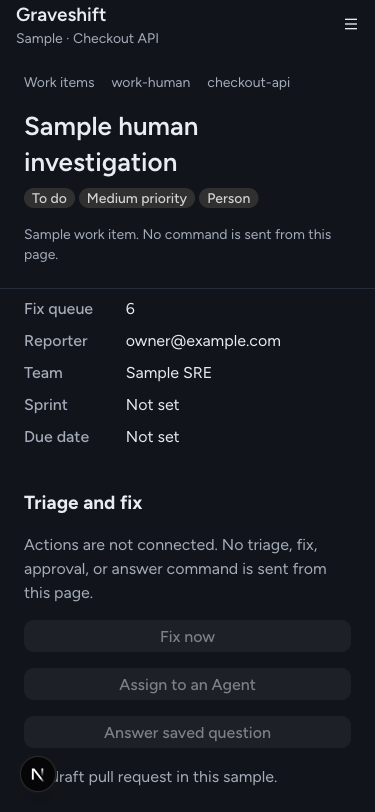 Graveshift
Sample · Checkout API
Work items work-human checkout-api
Sample human
investigation
To do Medium priority Person
Sample work item. No command is sent from this
page.
Fix queue 6
Reporter owner@example.com
Team Sample SRE
Sprint Not set
Due date Not set
Triage and fix
Actions are not connected. No triage, fix,
approval, or answer command is sent from
this page.
Fix now
Assign to an Agent
Answer saved question
N
draft pull request in this sample.